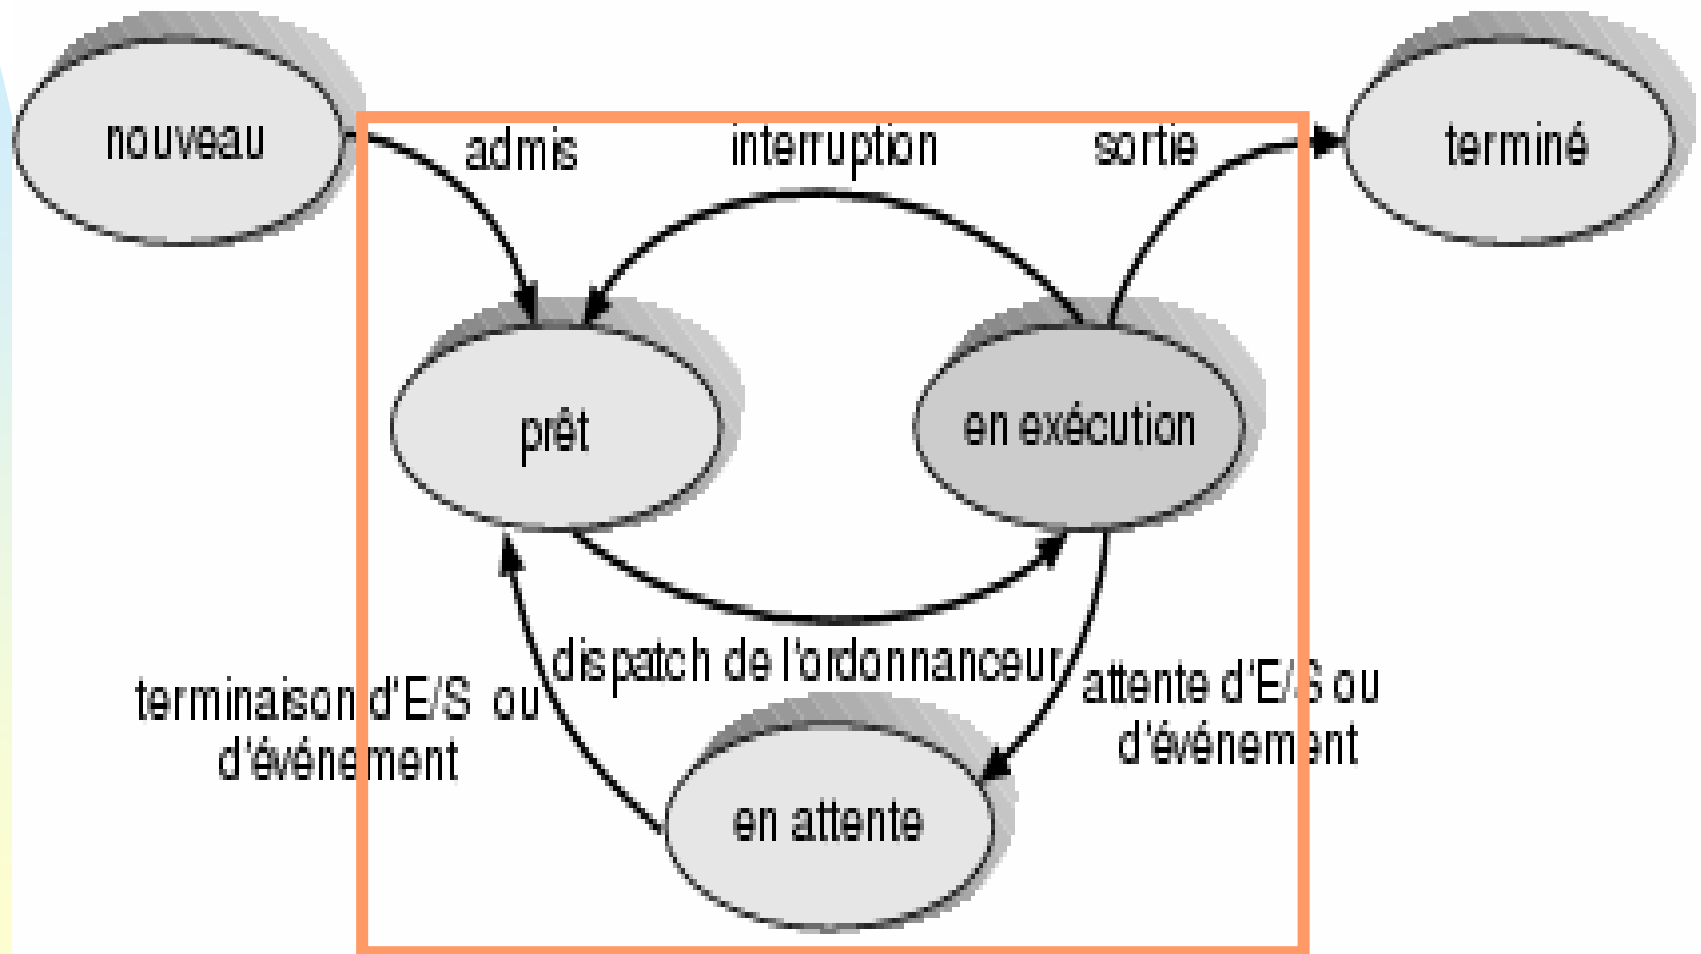 nouveau
admis
interruption
sortie
terminé
prêt
en exécution
dispatch de l'ordonnanceur
terminaison d'E/S ou
d'événement
attente d'E/S ou
d'événement
en attente